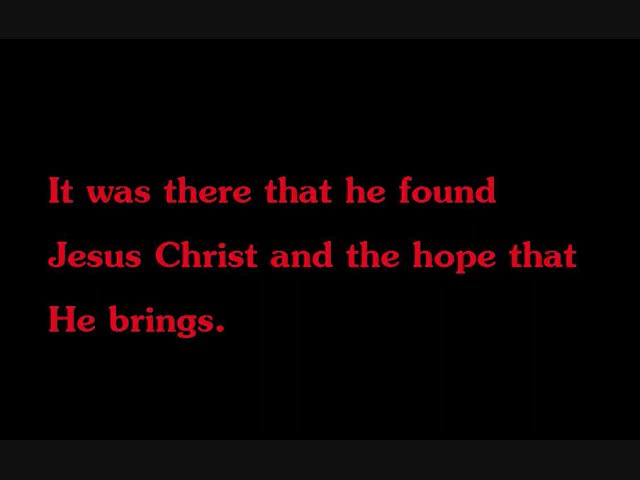 It was there that he found
Jesus Christ and the hope that
He brings.